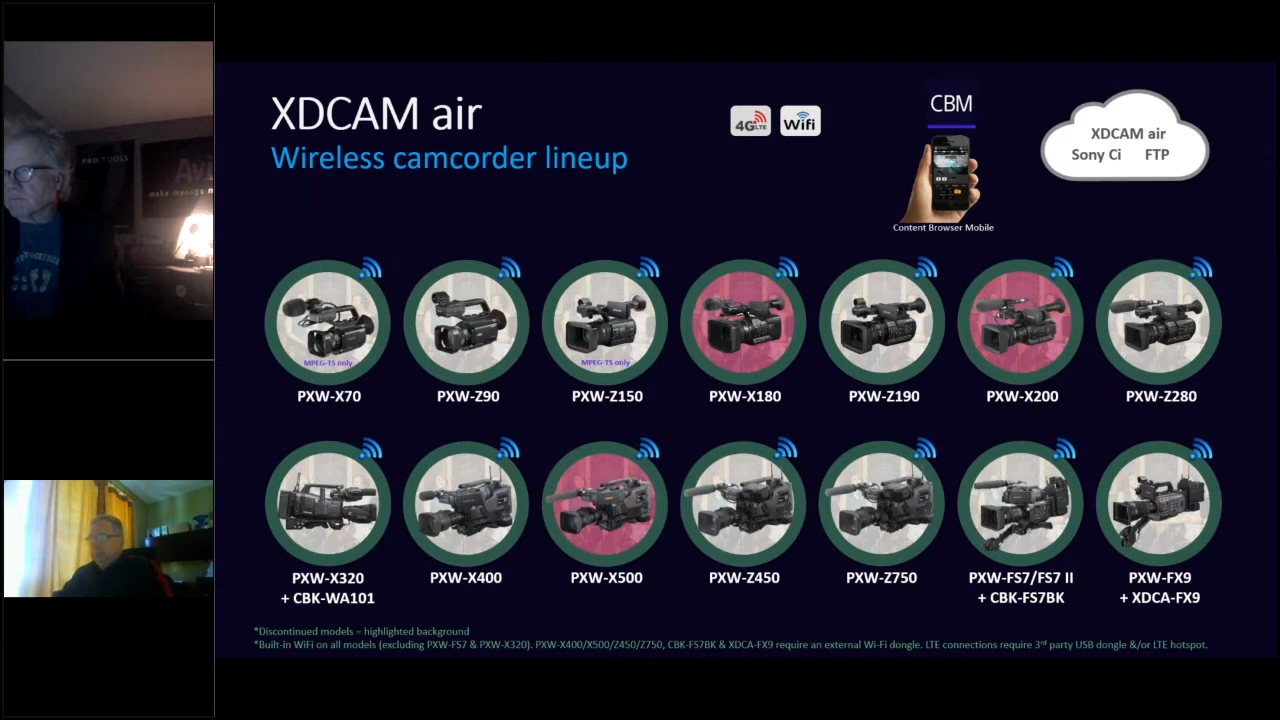 PRO TOOLS
Avi
make manage m
XDCAM air
Wireless camcorder lineup
4G LTE
Wifi
CBM
Content Browser Mobile
XDCAM air
Sony Ci FTP
MPEG-TS only
MPEG-TS only
PXW-X70
PXW-Z90
PXW-Z150
PXW-X180
PXW-Z190
PXW-X200
PXW-Z280
PXW-X320
+ CBK-WA101
PXW-X400
PXW-X500
PXW-Z450
PXW-Z750
PXW-FS7/FS7 II
+ CBK-FS7BK
PXW-FX9
+ XDCA-FX9
*Discontinued models = highlighted background
*Built-in WiFi on all models (excluding PXW-FS7 & PXW-X320). PXW-X400/X500/Z450/Z750, CBK-FS7BK & XDCA-FX9 require an external Wi-Fi dongle. LTE connections require 3rd party USB dongle &/or LTE hotspot.